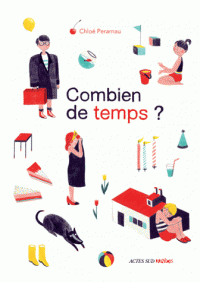 Chloé Perarnau
Combien
de temps ?
ACTES SUD junior